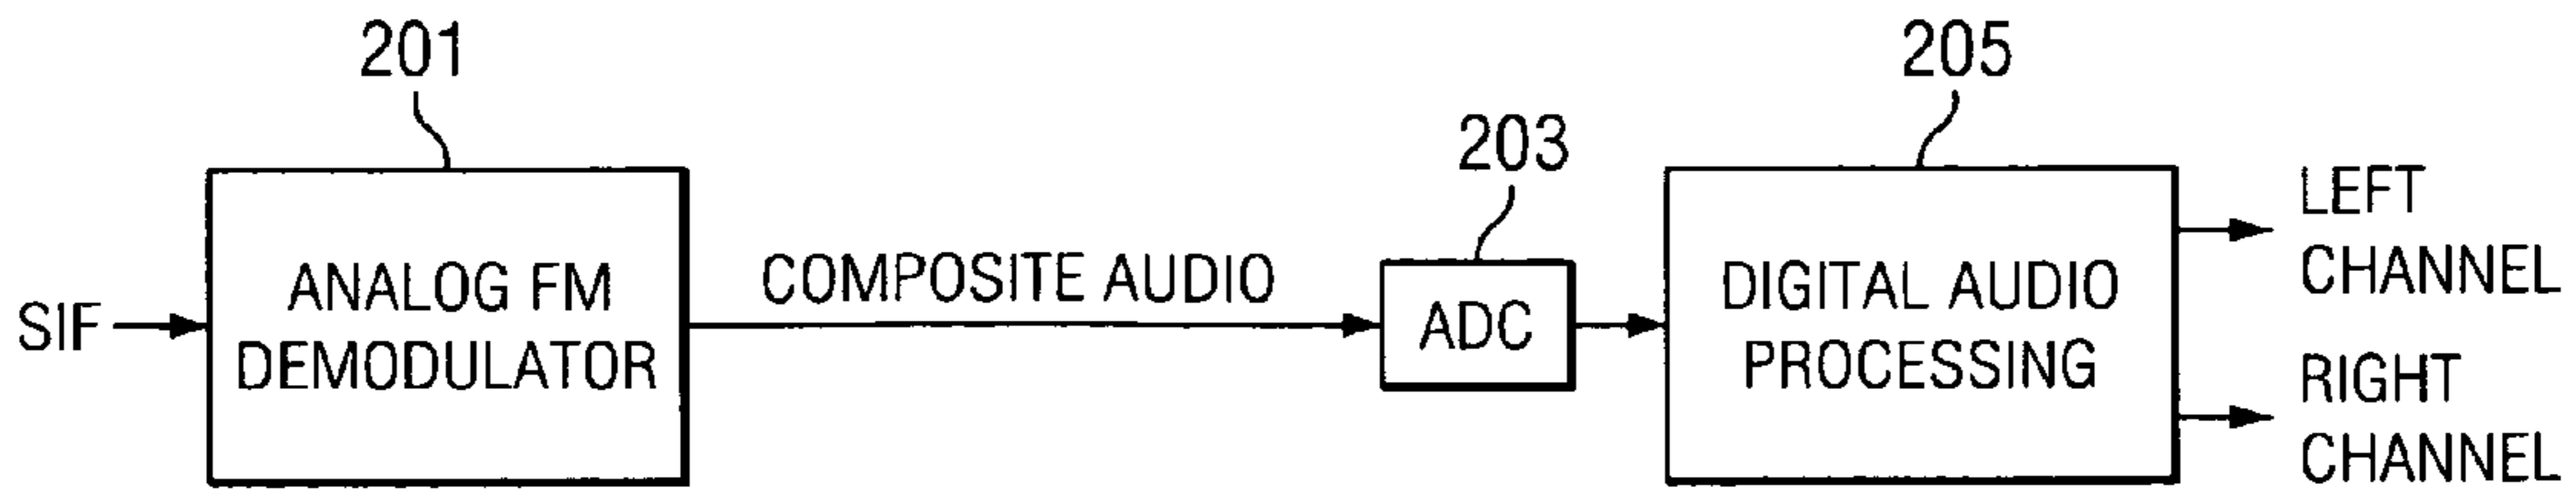 201
205
203
LEFT
CHANNEL
SIF
ANALOG FM
DEMODULATOR
COMPOSITE AUDIO
ADC
DIGITAL AUDIO
PROCESSING
RIGHT
CHANNEL